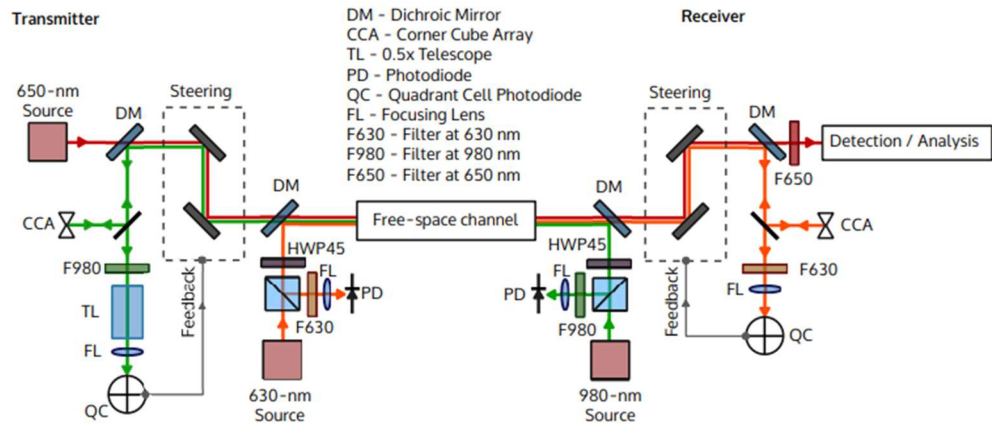 Transmitter
DM - Dichroic Mirror
CCA - Corner Cube Array
TL - 0.5x Telescope
PD - Photodiode
QC - Quadrant Cell Photodiode
FL - Focusing Lens
F630 - Filter at 630 nm
F980 - Filter at 980 nm
F650 - Filter at 650 nm
Receiver
650-nm
Source
DM
Steering
CCA
F980
TL
FL
QC
Feedback
DM
HWP45
FL
PD
F630
630-nm
Source
Free-space channel
DM
HWP45
FL
PD
F980
980-nm
Source
Steering
Feedback
DM
F650
Detection / Analysis
CCA
F630
FL
QC